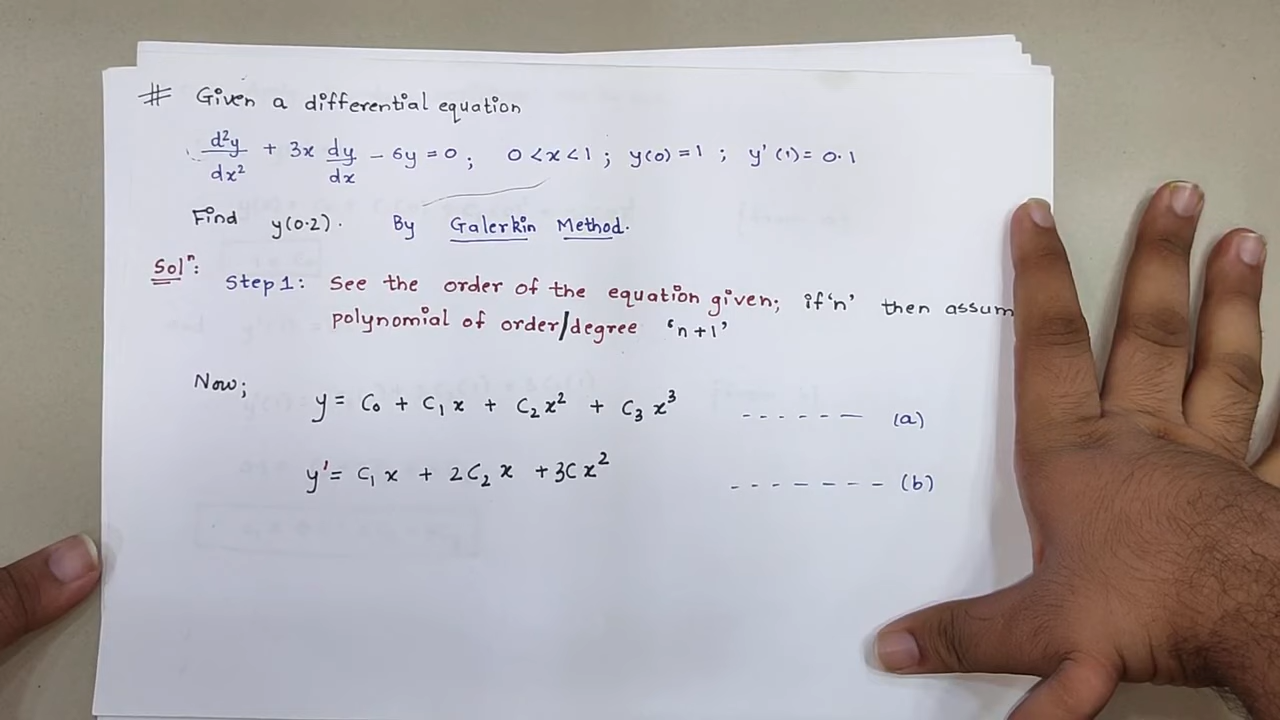 # Given a differential equation
d²y/dx² + 3x dy/dx - 6y = 0 ; 0 < x < 1 ; y(0) = 1 ; y'(1) = 0.1
Find y(0.2). By Galerkin Method.
Solⁿ:
Step 1: See the order of the equation given; if 'n' then assum
polynomial of order/degree 'n+1'
Now;
y = C₀ + C₁x + C₂x² + C₃x³ ------ (a)
y' = C₁x + 2C₂x + 3Cx² ------- (b)